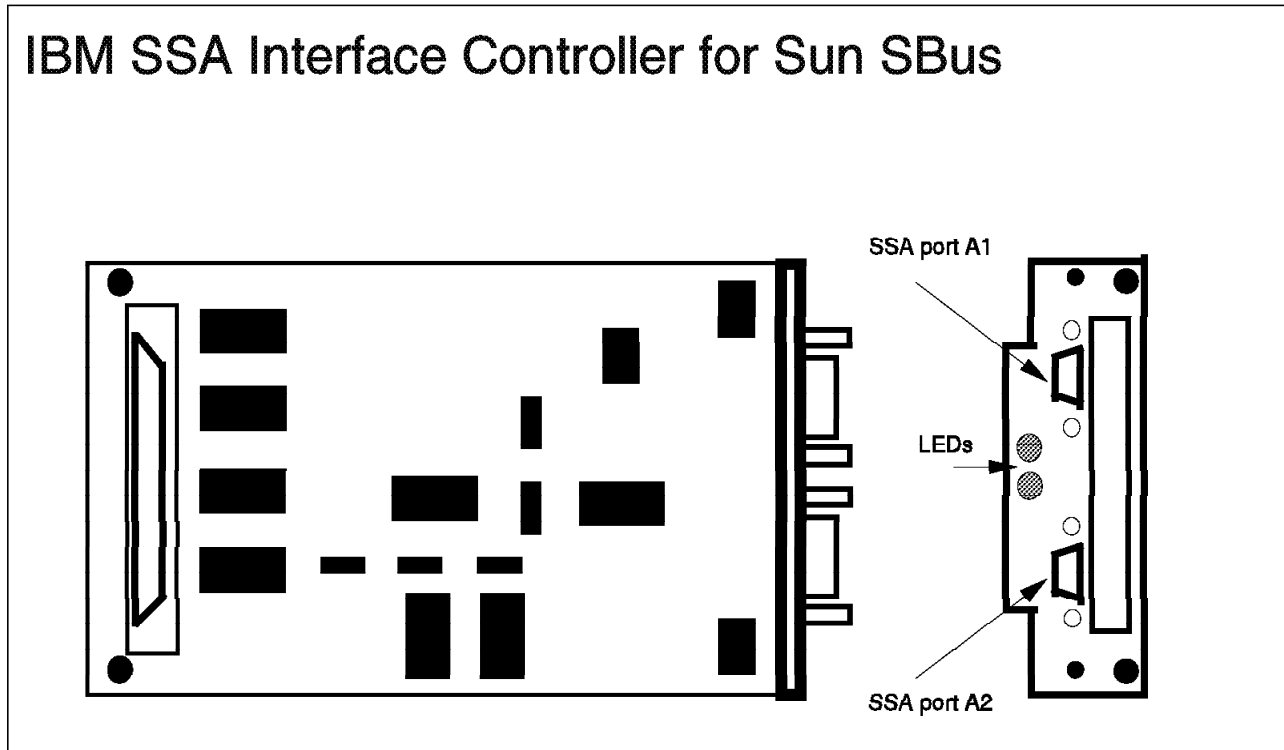 IBM SSA Interface Controller for Sun SBus
SSA port A1
LEDs
SSA port A2